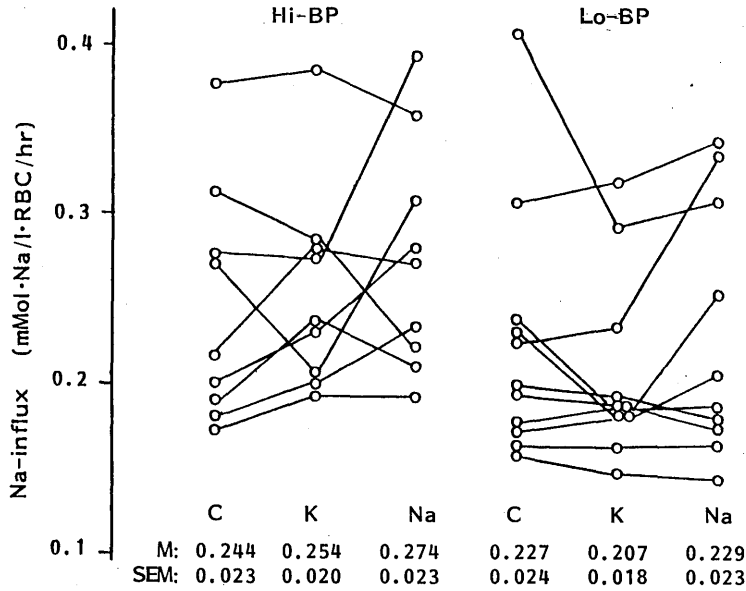 Hi-BP Lo-BP
0.4
0.3
0.2
0.1
Na-influx (mMol·Na/l·RBC/hr)
C K Na C K Na
M: 0.244 0.254 0.274 0.227 0.207 0.229
SEM: 0.023 0.020 0.023 0.024 0.018 0.023